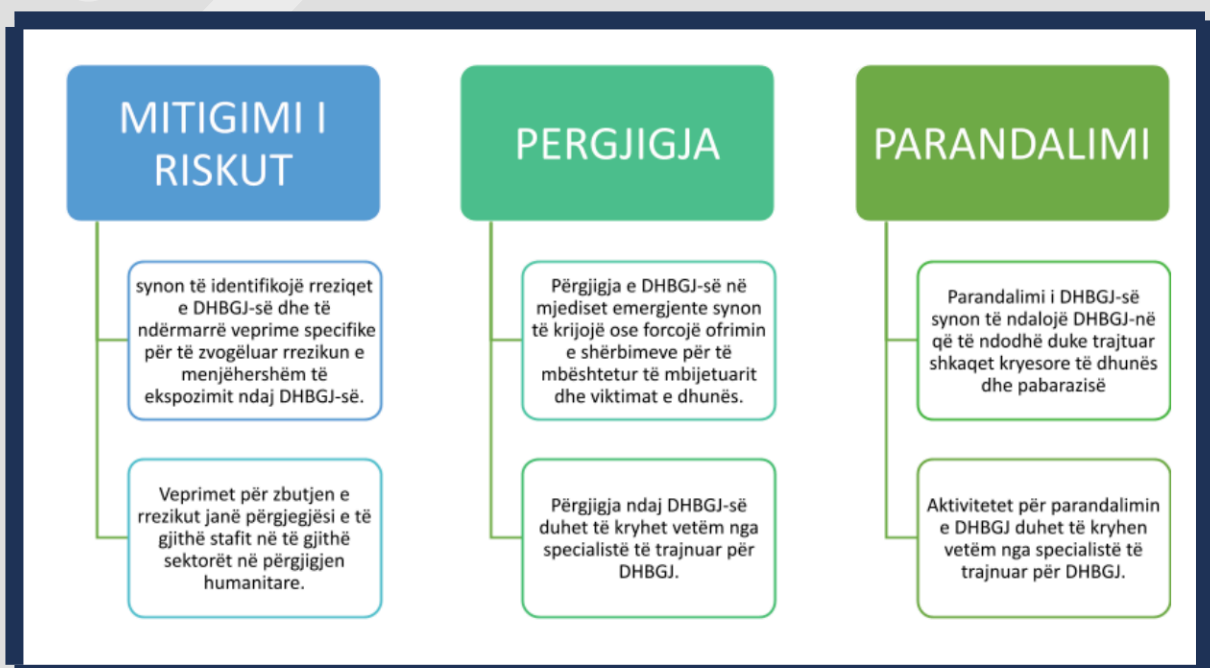 MITIGIMI I
RISKUT
synon të identifikojë rreziqet
e DHBGJ-së dhe të
ndërmarrë veprime specifike
për të zvogëluar rrezikun e
menjëhershëm të
ekspozimit ndaj DHBGJ-së.
Veprimet për zbutjen e
rrezikut janë përgjegjësi e të
gjithë stafit në të gjithë
sektorët në përgjigjen
humanitare.
PERGJIGJA
Përgjigja e DHBGJ-së në
mjediset emergjente synon
të krijojë ose forcojë ofrimin
e shërbimeve për të
mbështetur të mbijetuarit
dhe viktimat e dhunës.
Përgjigja ndaj DHBGJ-së
duhet të kryhet vetëm nga
specialistë të trajnuar për
DHBGJ.
PARANDALIMI
Parandalimi i DHBGJ-së
synon të ndalojë DHBGJ-në
që të ndodhë duke trajtuar
shkaqet kryesore të dhunës
dhe pabarazisë
Aktivitetet për parandalimin
e DHBGJ duhet të kryhen
vetëm nga specialistë të
trajnuar për DHBGJ.